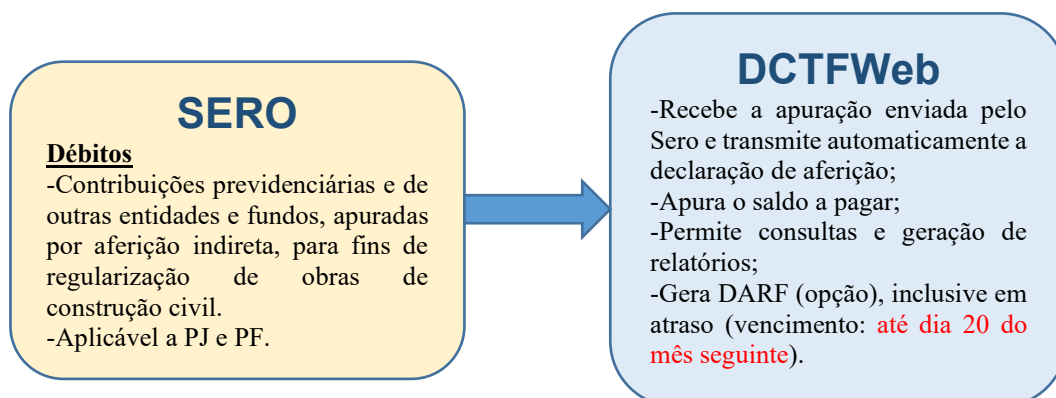 SERO
Débitos
-Contribuições previdenciárias e de
outras entidades e fundos, apuradas
por aferição indireta, para fins de
regularização de obras de
construção civil.
-Aplicável a PJ e PF.
DCTFWeb
-Recebe a apuração enviada pelo
Sero e transmite automaticamente a
declaração de aferição;
-Apura o saldo a pagar;
-Permite consultas e geração de
relatórios;
-Gera DARF (opção), inclusive em
atraso (vencimento: até dia 20 do
mês seguinte).